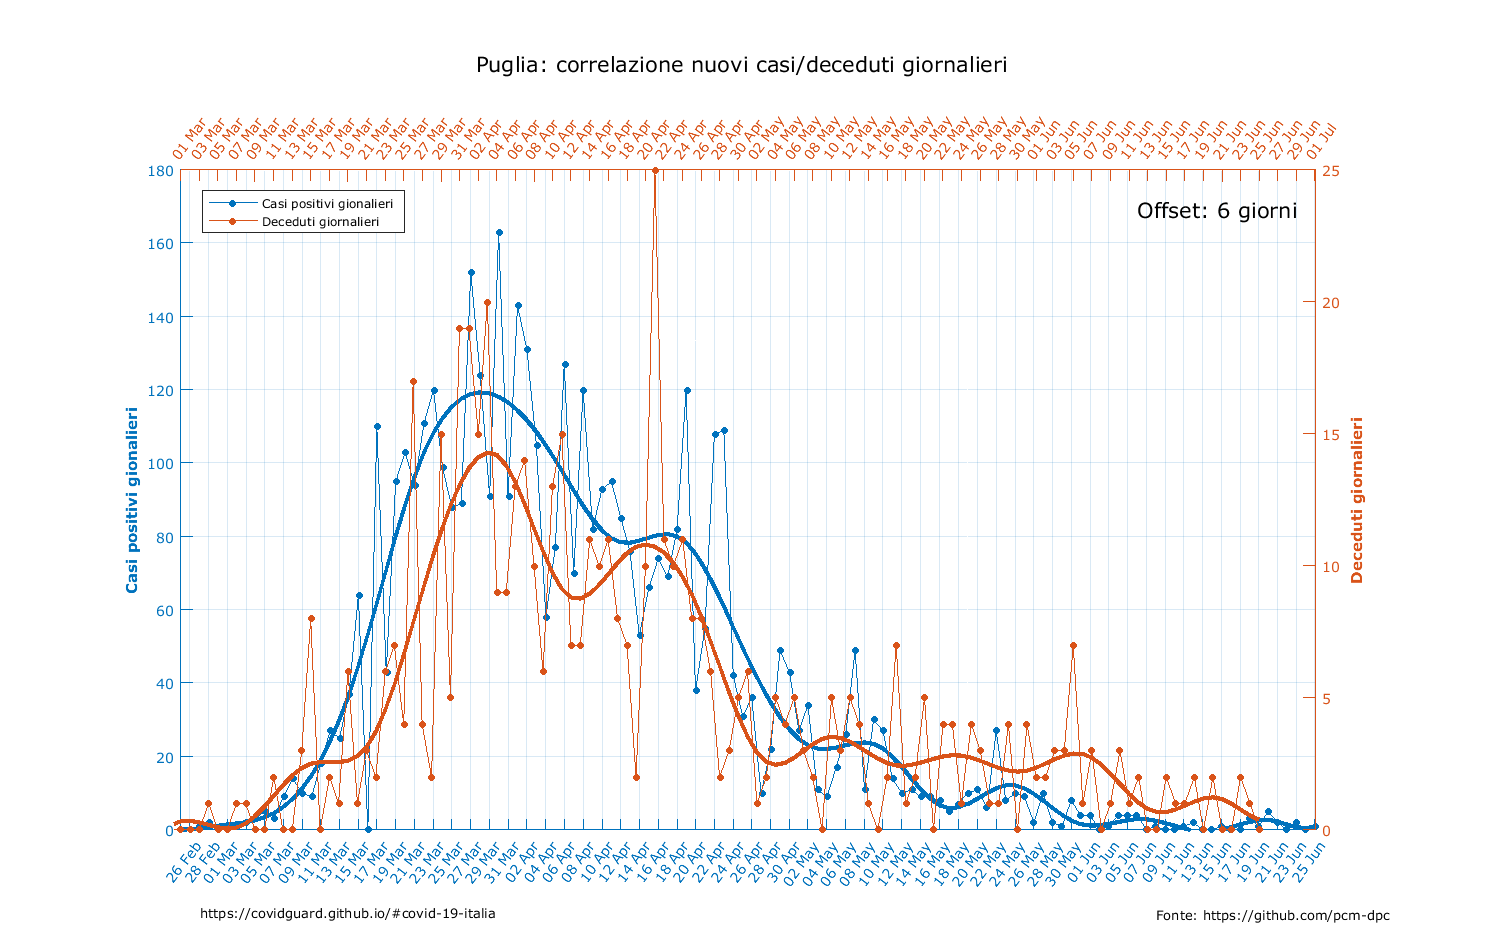 Puglia: correlazione nuovi casi/deceduti giornalieri
01 Mar 03 Mar 05 Mar 07 Mar 09 Mar 11 Mar 13 Mar 15 Mar 17 Mar 19 Mar 21 Mar 23 Mar 25 Mar 27 Mar 29 Mar 31 Mar 02 Apr 04 Apr 06 Apr 08 Apr 10 Apr 12 Apr 14 Apr 16 Apr 18 Apr 20 Apr 22 Apr 24 Apr 26 Apr 28 Apr 30 Apr 02 May 04 May 06 May 08 May 10 May 12 May 14 May 16 May 18 May 20 May 22 May 24 May 26 May 28 May 30 May 01 Jun 03 Jun 05 Jun 07 Jun 09 Jun 11 Jun 13 Jun 15 Jun 17 Jun 19 Jun 21 Jun 23 Jun 25 Jun 27 Jun 29 Jun 01 Jul
180 25
Casi positivi gionalieri
Deceduti giornalieri
Offset: 6 giorni
160
20
140
120
15
100
80
10
60
40
5
20
0 0
Casi positivi gionalieri
Deceduti giornalieri
26 Feb 28 Feb 01 Mar 03 Mar 05 Mar 07 Mar 09 Mar 11 Mar 13 Mar 15 Mar 17 Mar 19 Mar 21 Mar 23 Mar 25 Mar 27 Mar 29 Mar 31 Mar 02 Apr 04 Apr 06 Apr 08 Apr 10 Apr 12 Apr 14 Apr 16 Apr 18 Apr 20 Apr 22 Apr 24 Apr 26 Apr 28 Apr 30 Apr 02 May 04 May 06 May 08 May 10 May 12 May 14 May 16 May 18 May 20 May 22 May 24 May 26 May 28 May 30 May 01 Jun 03 Jun 05 Jun 07 Jun 09 Jun 11 Jun 13 Jun 15 Jun 17 Jun 19 Jun 21 Jun 23 Jun 25 Jun
https://covidguard.github.io/#covid-19-italia
Fonte: https://github.com/pcm-dpc